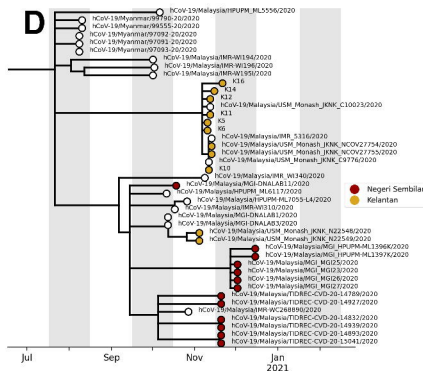 D
hCoV-19/Malaysia/HPUPM_ML5556/2020
hCoV-19/Myanmar/99790-20/2020
hCoV-19/Myanmar/99555-20/2020
hCoV-19/Myanmar/97092-20/2020
hCoV-19/Myanmar/97091-20/2020
hCoV-19/Myanmar/97093-20/2020
hCoV-19/Malaysia/IMR-WI194/2020
hCoV-19/Malaysia/IMR-WI196/2020
hCoV-19/Malaysia/IMR-WI195I/2020
K16
K14
K12
hCoV-19/Malaysia/USM_Monash_JKNK_C10023/2020
K11
K5
K6
hCoV-19/Malaysia/IMR_5316/2020
hCoV-19/Malaysia/USM_Monash_JKNK_NCOV27754/2020
hCoV-19/Malaysia/USM_Monash_JKNK_NCOV27755/2020
hCoV-19/Malaysia/USM_Monash_JKNK_C9776/2020
K10
hCoV-19/Malaysia/IMR_WI340/2020
hCoV-19/Malaysia/MGI-DNALAB11/2020
hCoV-19/Malaysia/HPUPM_ML6117/2020
hCoV-19/Malaysia/HPUPM-ML7055-L4/2020
hCoV-19/Malaysia/IMR-WI310/2020
hCoV-19/Malaysia/MGI-DNALAB1/2020
hCoV-19/Malaysia/MGI-DNALAB3/2020
hCoV-19/Malaysia/USM_Monash_JKNK_N22548/2020
hCoV-19/Malaysia/USM_Monash_JKNK_N22549/2020
hCoV-19/Malaysia/MGI_HPUPM-ML1396K/2020
hCoV-19/Malaysia/MGI_HPUPM-ML1397K/2020
hCoV-19/Malaysia/MGI_MGI25/2020
hCoV-19/Malaysia/MGI_MGI23/2020
hCoV-19/Malaysia/MGI_MGI26/2020
hCoV-19/Malaysia/MGI_MGI27/2020
hCoV-19/Malaysia/TIDREC-CVD-20-14789/2020
hCoV-19/Malaysia/TIDREC-CVD-20-14927/2020
hCoV-19/Malaysia/IMR-WC268890/2020
hCoV-19/Malaysia/TIDREC-CVD-20-14832/2020
hCoV-19/Malaysia/TIDREC-CVD-20-14939/2020
hCoV-19/Malaysia/TIDREC-CVD-20-14893/2020
hCoV-19/Malaysia/TIDREC-CVD-20-15041/2020
Negeri Sembilan
Kelantan
Jul Sep Nov Jan
2021